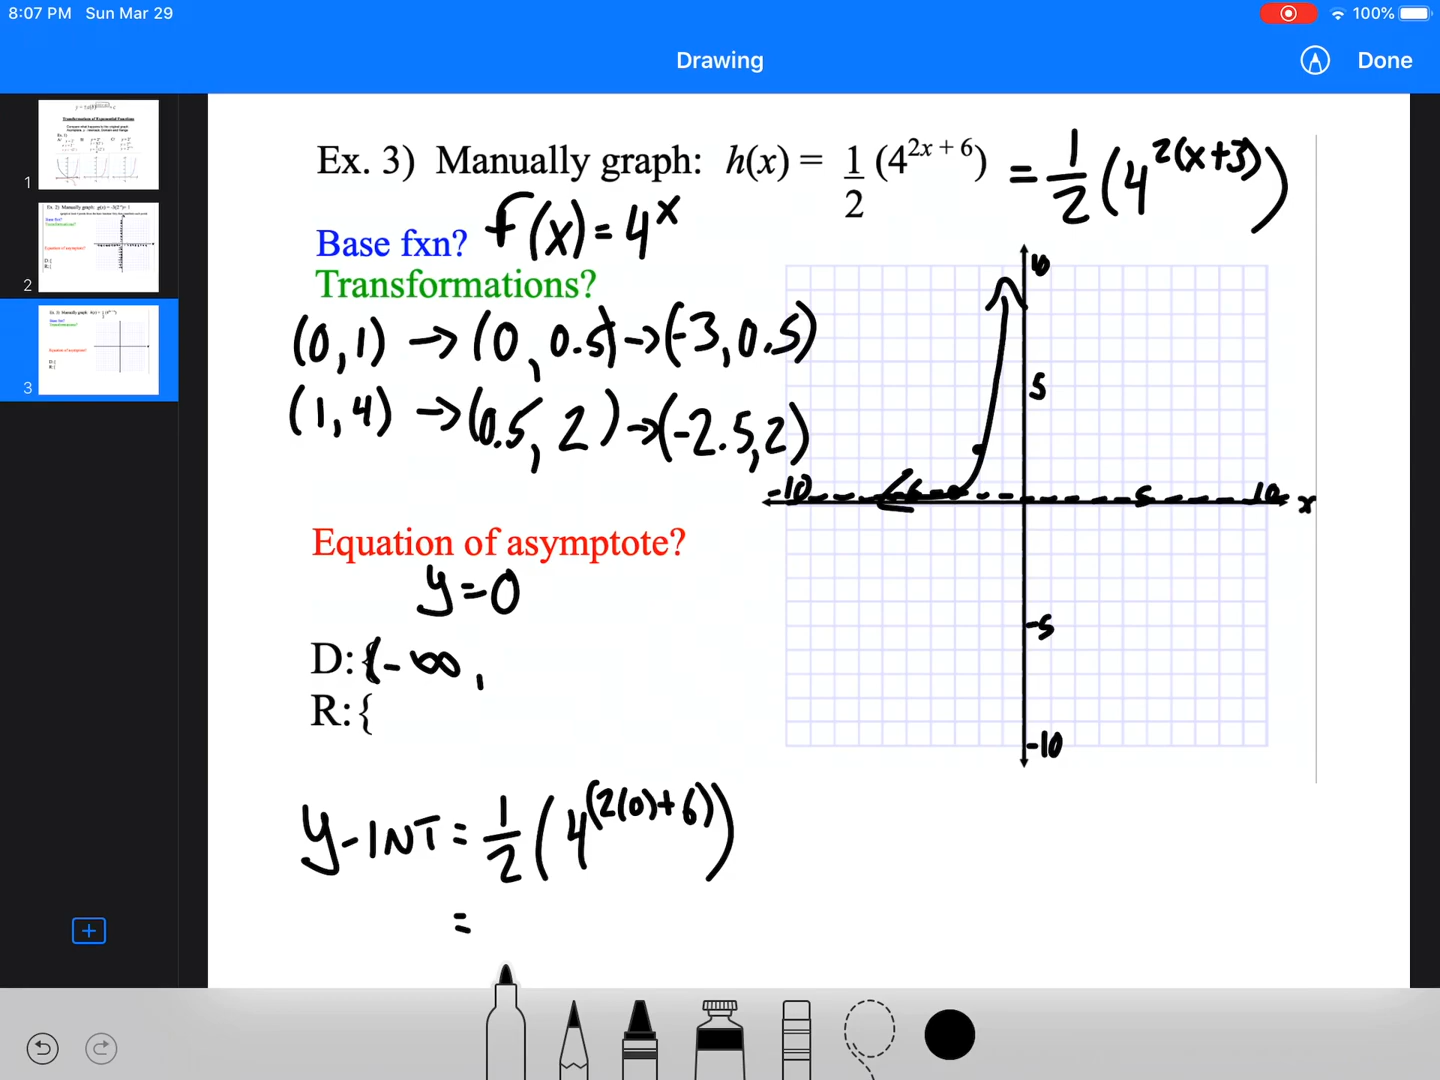 8:07 PM Sun Mar 29
100%
Drawing
Done
1
2
3
Ex. 3) Manually graph: h(x) = 1/2 (4^{2x + 6}) = 1/2 (4^{2(x+3)})
Base fxn? f(x) = 4^x
Transformations?
(0,1) → (0, 0.5) → (-3, 0.5)
(1,4) → (0.5, 2) → (-2.5, 2)
Equation of asymptote?
y=0
D:{(-∞,
R:{
y-INT = 1/2 (4^{(2(0)+6)})
=
10
5
-10
5
10
x
-5
-10